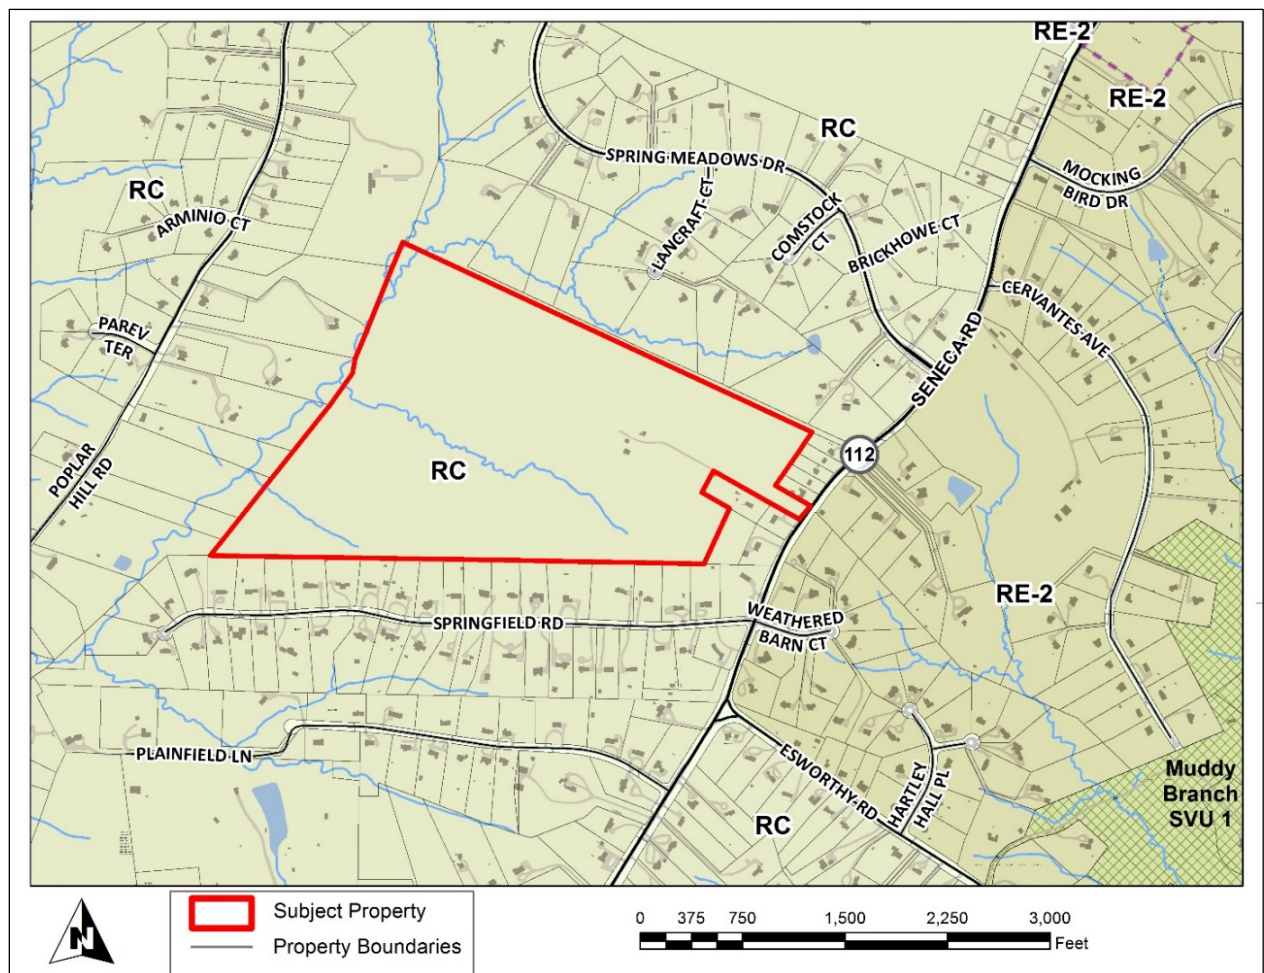 RE-2
RE-2
RC
SPRING MEADOWS DR
MOCKING
BIRD DR
RC
LANCRAFT CT
COMSTOCK
CT
BRICKHOWE CT
ARMINIO CT
CERVANTES AVE
PAREV
TER
SENECA RD
112
POPLAR
HILL RD
RC
RE-2
WEATHERED
BARN CT
SPRINGFIELD RD
PLAINFIELD LN
ESWORTHY RD
HARTLEY
HALL PL
Muddy
Branch
SVU 1
RC
N
Subject Property
Property Boundaries
0 375 750 1,500 2,250 3,000
Feet